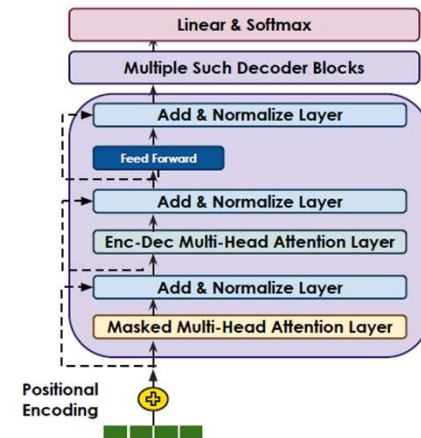 Linear & Softmax
Multiple Such Decoder Blocks
Add & Normalize Layer
Feed Forward
Add & Normalize Layer
Enc-Dec Multi-Head Attention Layer
Add & Normalize Layer
Masked Multi-Head Attention Layer
Positional
Encoding